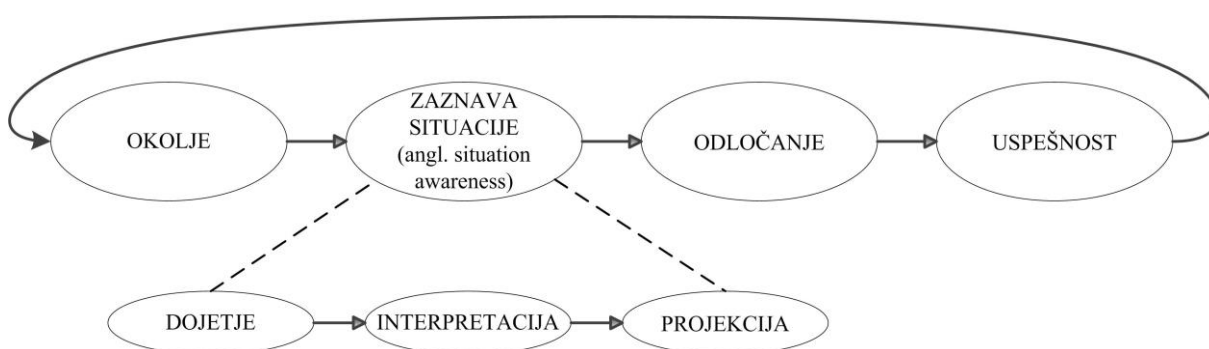 OKOLJE
ZAZNAVA
SITUACIJE
(angl. situation
awareness)
ODLOČANJE
USPEŠNOST
DOJETJE
INTERPRETACIJA
PROJEKCIJA